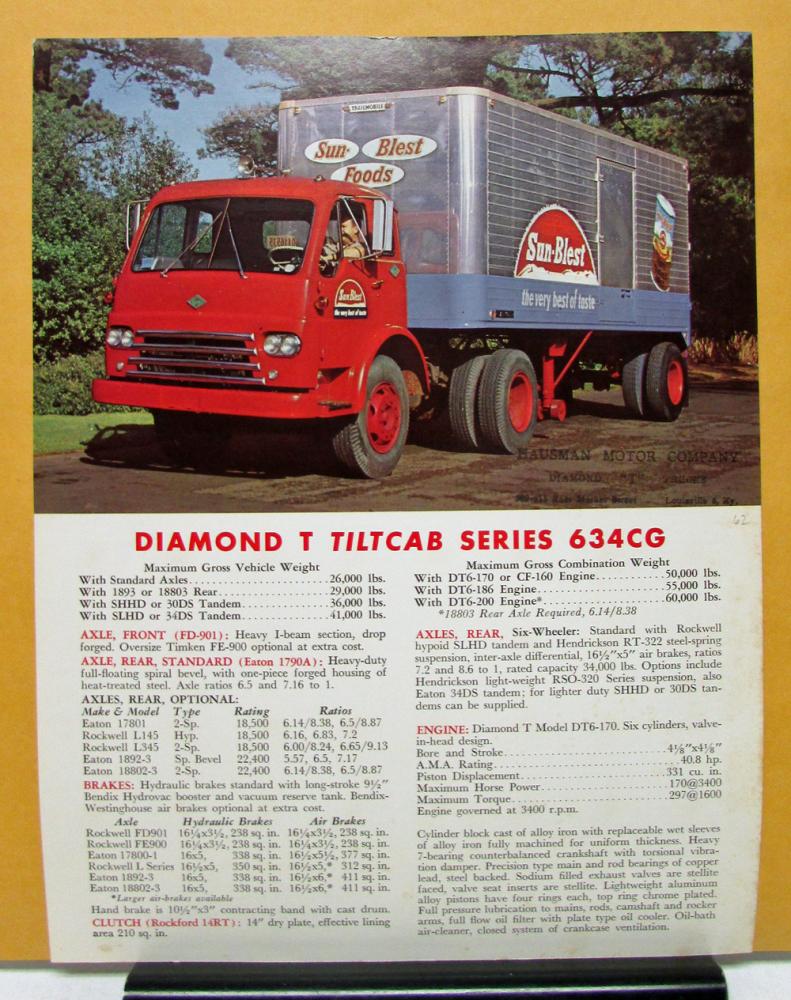 TRAILMOBILE
Sun- Blest
Foods
Sun-Blest
the very best of taste
Sun-Blest
the very best of taste
HAUSMAN MOTOR COMPANY
DIAMOND "T" TRUCKS
Market Street Louisville 6, Ky.
62
DIAMOND T TILTCAB SERIES 634CG
Maximum Gross Vehicle Weight
With Standard Axles..............................26,000 lbs.
With 1893 or 18803 Rear.......................29,000 lbs.
With SHHD or 30DS Tandem...................36,000 lbs.
With SLHD or 34DS Tandem...................41,000 lbs.
AXLE, FRONT (FD-901): Heavy I-beam section, drop
forged. Oversize Timken FE-900 optional at extra cost.
AXLE, REAR, STANDARD (Eaton 1790A): Heavy-duty
full-floating spiral bevel, with one-piece forged housing of
heat-treated steel. Axle ratios 6.5 and 7.16 to 1.
AXLES, REAR, OPTIONAL:
Make & Model Type Rating Ratios
Eaton 17801 2-Sp. 18,500 6.14/8.38, 6.5/8.87
Rockwell L145 Hyp. 18,500 6.16, 6.83, 7.2
Rockwell L345 2-Sp. 18,500 6.00/8.24, 6.65/9.13
Eaton 1892-3 Sp. Bevel 22,400 5.57, 6.5, 7.17
Eaton 18802-3 2-Sp. 22,400 6.14/8.38, 6.5/8.87
BRAKES: Hydraulic brakes standard with long-stroke 9½"
Bendix Hydrovac booster and vacuum reserve tank. Bendix-
Westinghouse air brakes optional at extra cost.
Axle Hydraulic Brakes Air Brakes
Rockwell FD901 16¼x3½, 238 sq. in. 16¼x3½, 238 sq. in.
Rockwell FE900 16¼x3½, 238 sq. in. 16¼x3½, 238 sq. in.
Eaton 17800-1 16x5, 338 sq. in. 16½x5½, 377 sq. in.
Rockwell L Series 16½x5, 350 sq. in. 16½x5,* 312 sq. in.
Eaton 1892-3 16x5, 338 sq. in. 16½x6,* 411 sq. in.
Eaton 18802-3 16x5, 338 sq. in. 16½x6,* 411 sq. in.
*Larger air-brakes available
Hand brake is 10½"x3" contracting band with cast drum.
CLUTCH (Rockford 14RT): 14" dry plate, effective lining
area 210 sq. in.
Maximum Gross Combination Weight
With DT6-170 or CF-160 Engine............50,000 lbs.
With DT6-186 Engine..........................55,000 lbs.
With DT6-200 Engine*.........................60,000 lbs.
*18803 Rear Axle Required, 6.14/8.38
AXLES, REAR, Six-Wheeler: Standard with Rockwell
hypoid SLHD tandem and Hendrickson RT-322 steel-spring
suspension, inter-axle differential, 16½"x5" air brakes, ratios
7.2 and 8.6 to 1, rated capacity 34,000 lbs. Options include
Hendrickson light-weight RSO-320 Series suspension, also
Eaton 34DS tandem; for lighter duty SHHD or 30DS tan-
dems can be supplied.
ENGINE: Diamond T Model DT6-170. Six cylinders, valve-
in-head design.
Bore and Stroke...............................4⅛"x4⅛"
A.M.A. Rating..................................40.8 hp.
Piston Displacement...........................331 cu. in.
Maximum Horse Power........................170@3400
Maximum Torque..............................297@1600
Engine governed at 3400 r.p.m.
Cylinder block cast of alloy iron with replaceable wet sleeves
of alloy iron fully machined for uniform thickness. Heavy
7-bearing counterbalanced crankshaft with torsional vibra-
tion damper. Precision type main and rod bearings of copper
lead, steel backed. Sodium filled exhaust valves are stellite
faced, valve seat inserts are stellite. Lightweight aluminum
alloy pistons have four rings each, top ring chrome plated.
Full pressure lubrication to mains, rods, camshaft and rocker
arms, full flow oil filter with plate type oil cooler. Oil-bath
air-cleaner, closed system of crankcase ventilation.